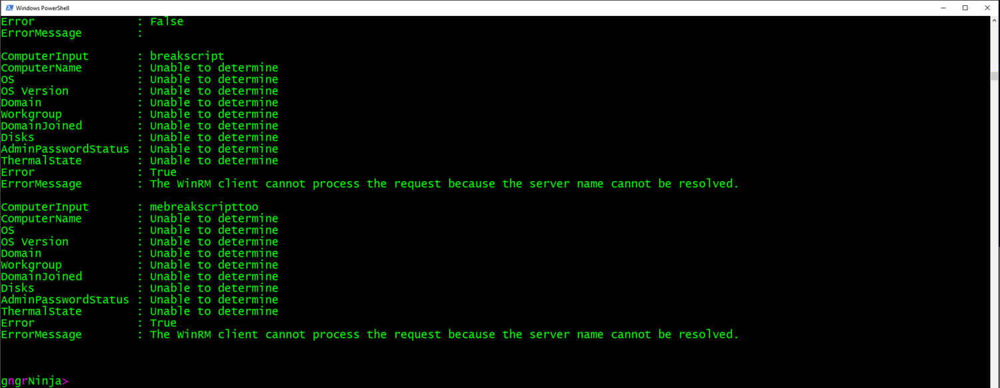 Windows PowerShell
Error               : False
ErrorMessage        :
ComputerInput       : breakscript
ComputerName        : Unable to determine
OS                  : Unable to determine
OS Version          : Unable to determine
Domain              : Unable to determine
Workgroup           : Unable to determine
DomainJoined        : Unable to determine
Disks               : Unable to determine
AdminPasswordStatus : Unable to determine
ThermalState        : Unable to determine
Error               : True
ErrorMessage        : The WinRM client cannot process the request because the server name cannot be resolved.
ComputerInput       : mebreakscripttoo
ComputerName        : Unable to determine
OS                  : Unable to determine
OS Version          : Unable to determine
Domain              : Unable to determine
Workgroup           : Unable to determine
DomainJoined        : Unable to determine
Disks               : Unable to determine
AdminPasswordStatus : Unable to determine
ThermalState        : Unable to determine
Error               : True
ErrorMessage        : The WinRM client cannot process the request because the server name cannot be resolved.
gngrNinja>